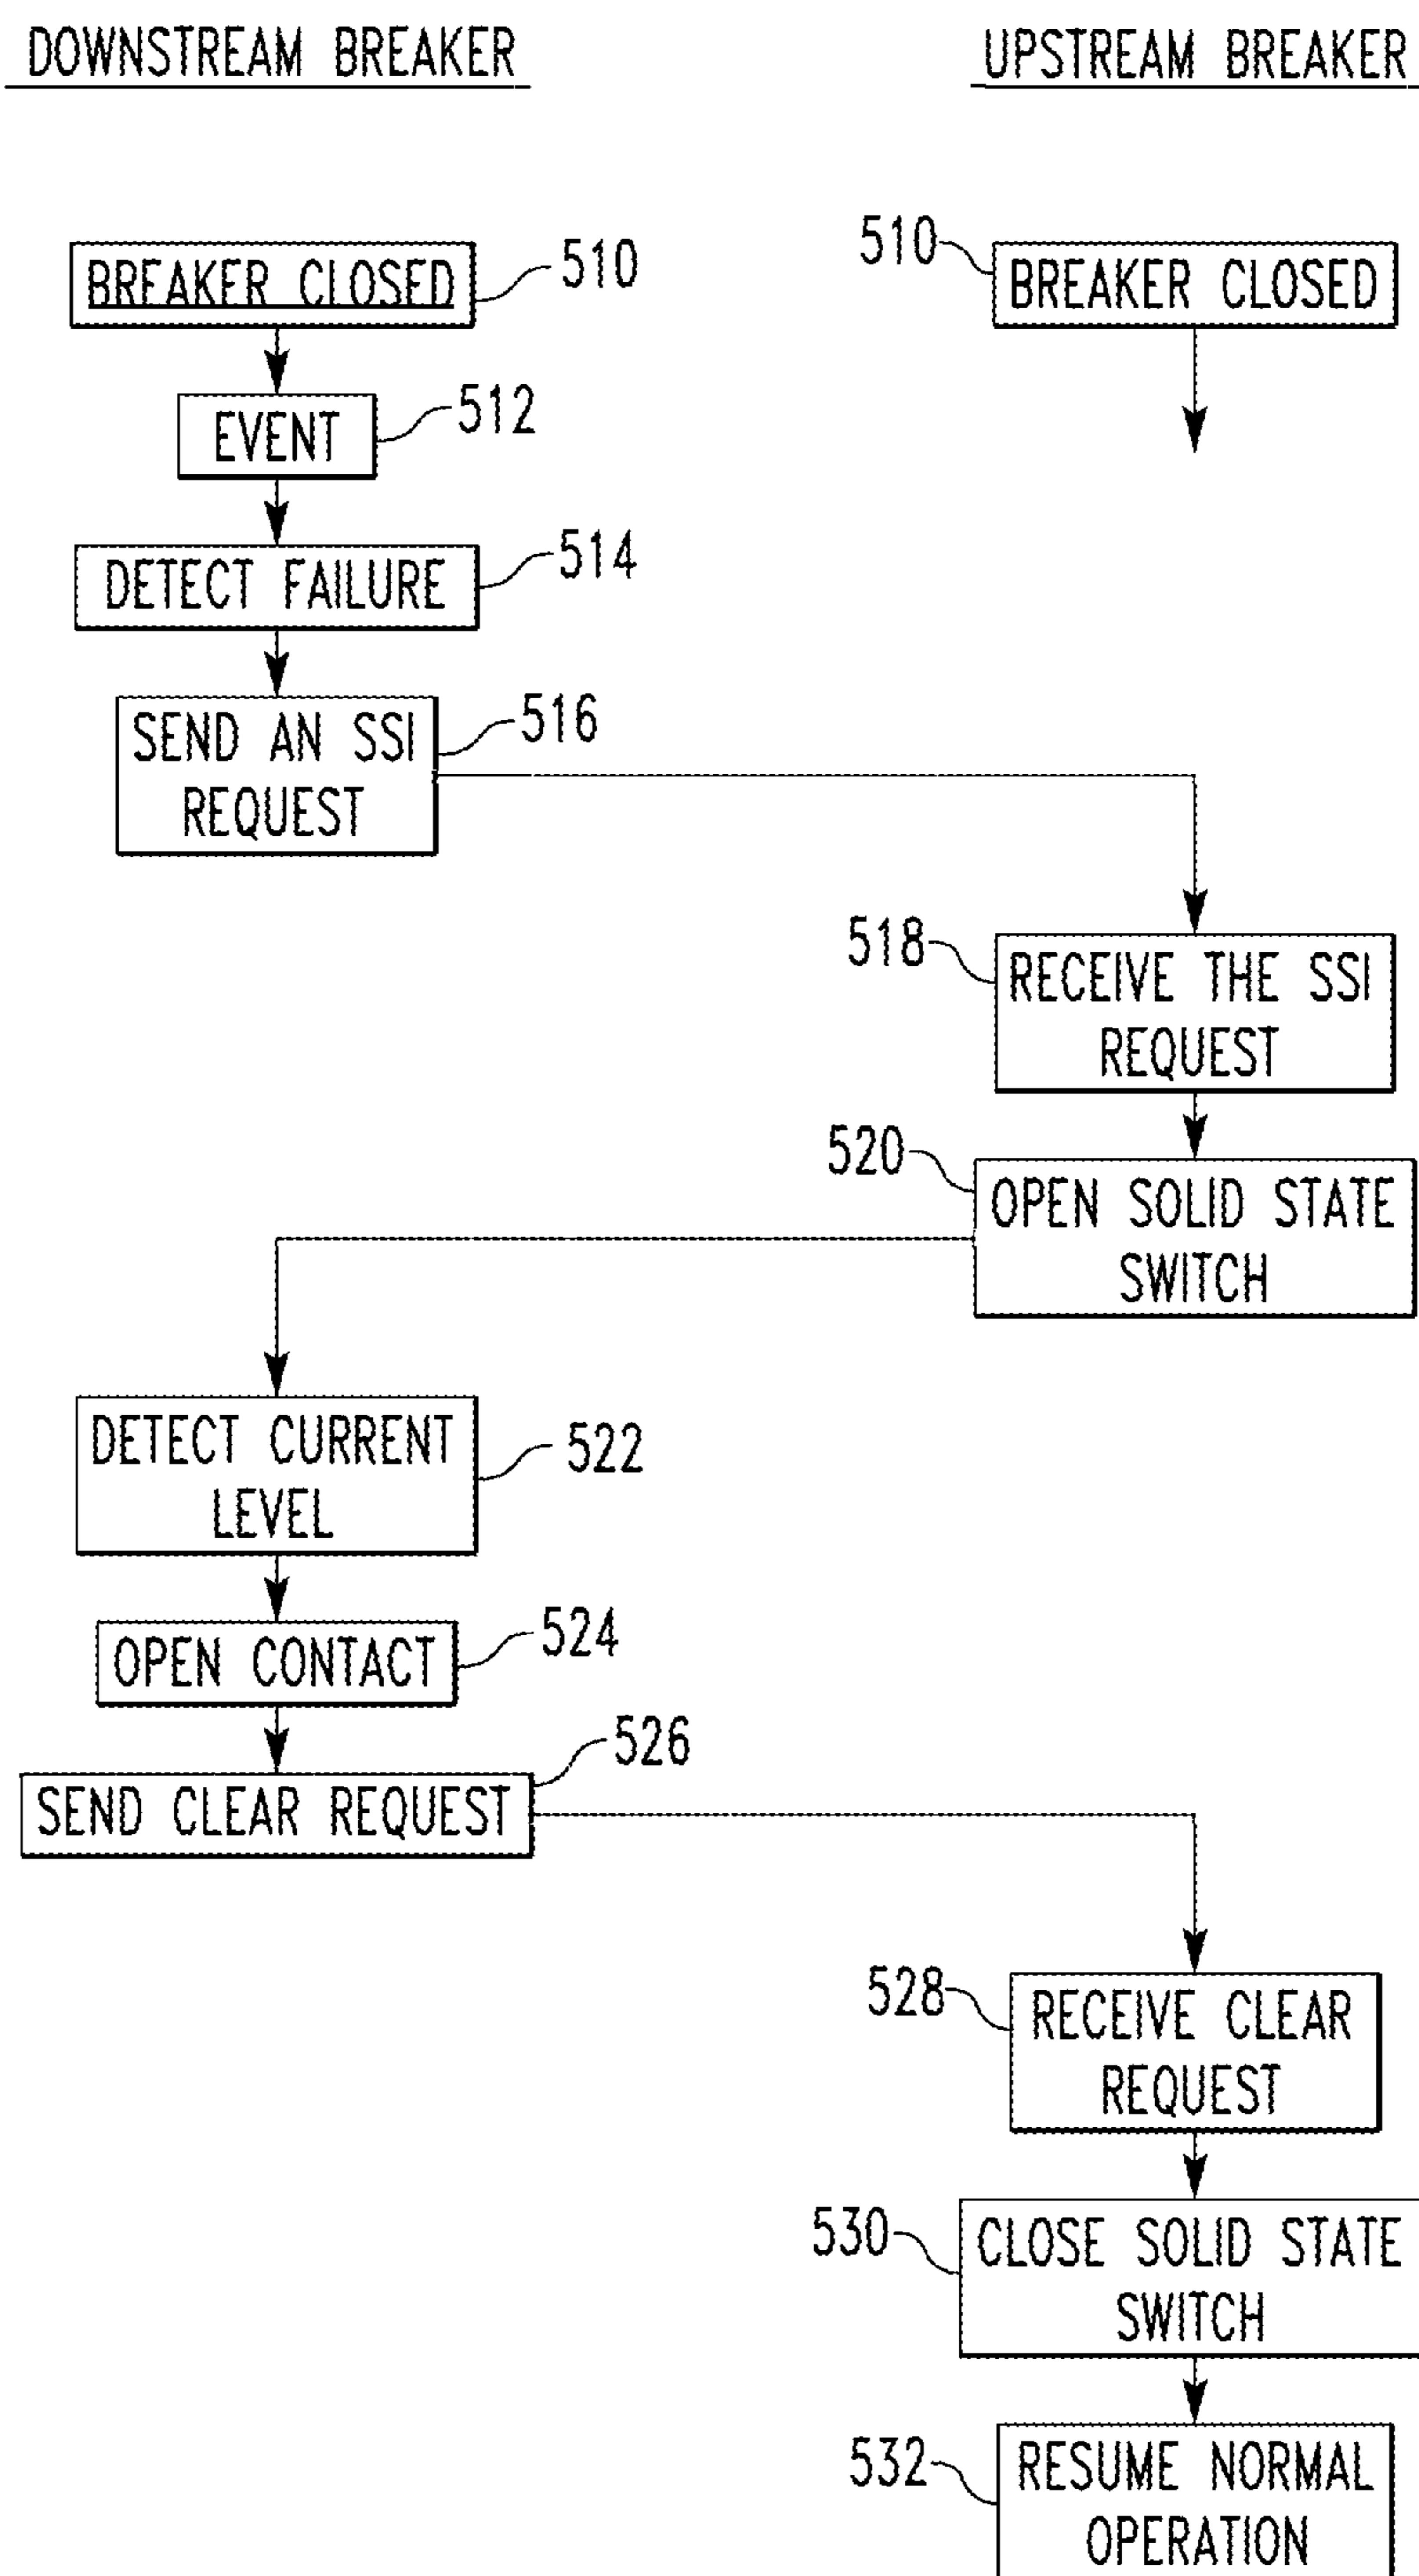 DOWNSTREAM BREAKER
UPSTREAM BREAKER
BREAKER CLOSED
510
510
BREAKER CLOSED
EVENT
512
DETECT FAILURE
514
SEND AN SSI
REQUEST
516
518
RECEIVE THE SSI
REQUEST
520
OPEN SOLID STATE
SWITCH
DETECT CURRENT
LEVEL
522
OPEN CONTACT
524
SEND CLEAR REQUEST
526
528
RECEIVE CLEAR
REQUEST
530
CLOSE SOLID STATE
SWITCH
532
RESUME NORMAL
OPERATION